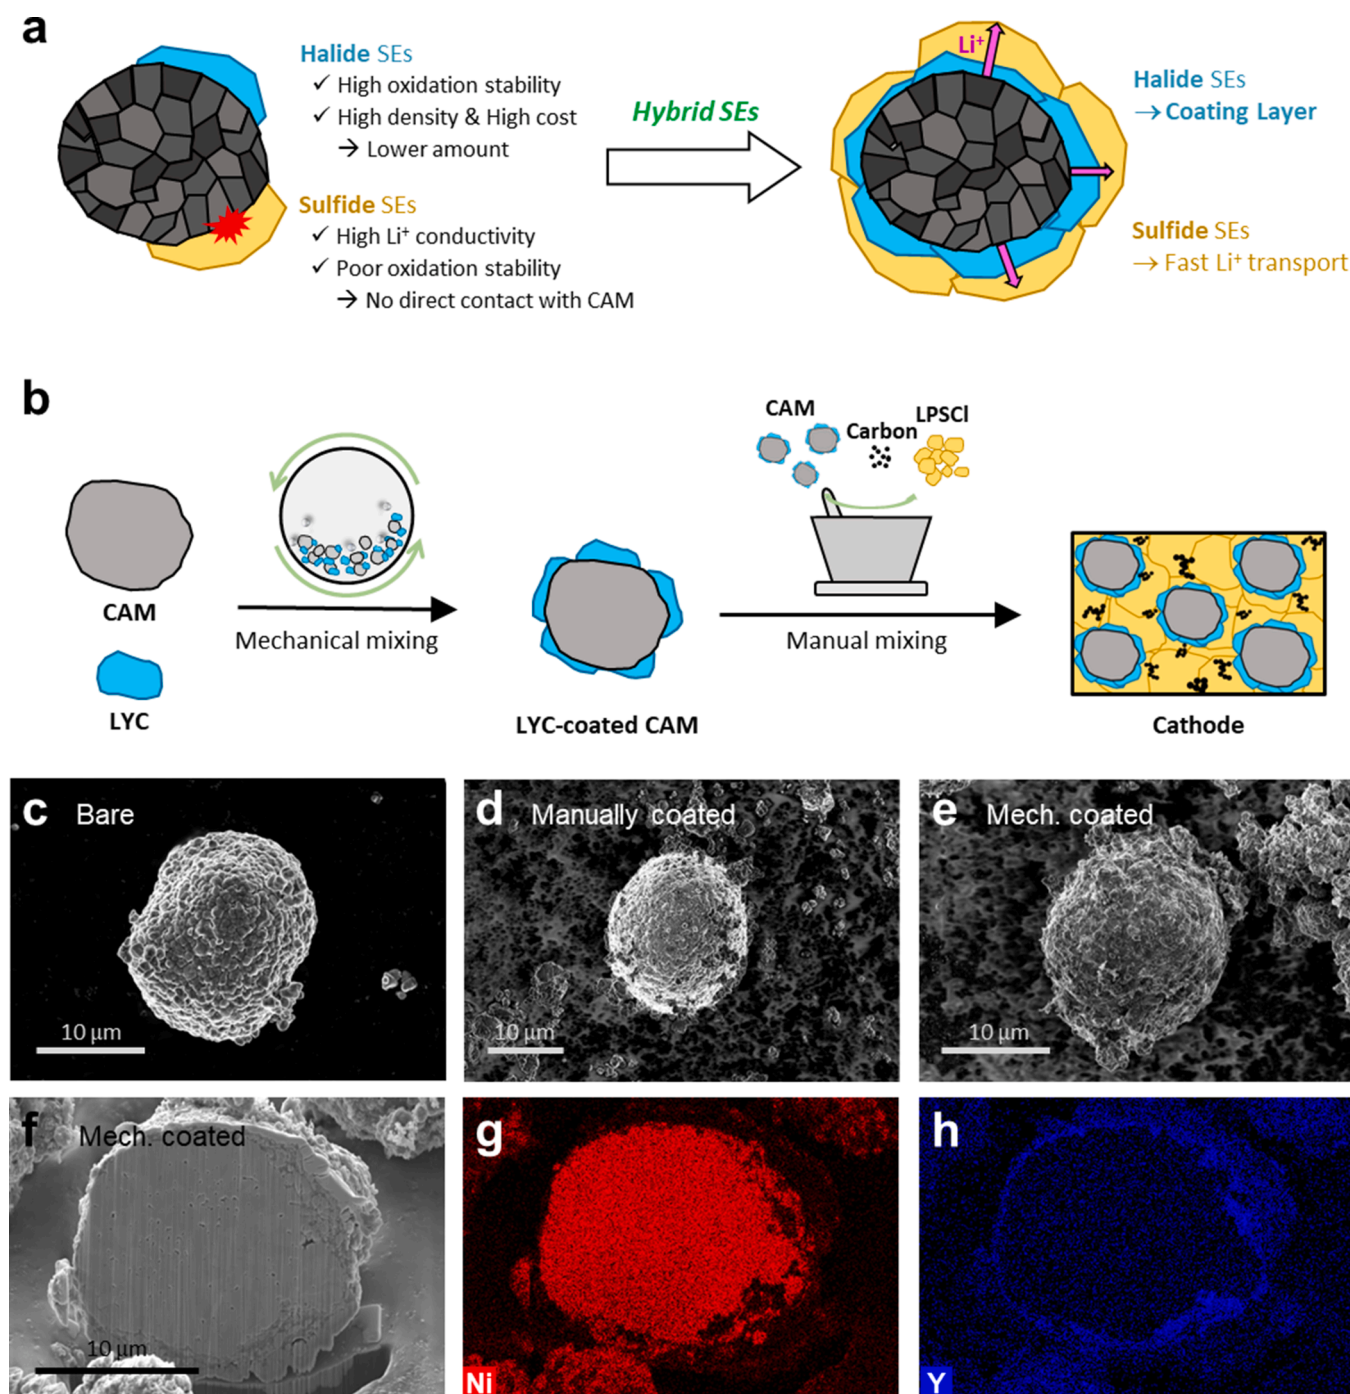 a
Halide SEs
✓ High oxidation stability
✓ High density & High cost
→ Lower amount
Sulfide SEs
✓ High Li⁺ conductivity
✓ Poor oxidation stability
→ No direct contact with CAM
Hybrid SEs
Li⁺
Halide SEs
→ Coating Layer
Sulfide SEs
→ Fast Li⁺ transport
b
CAM
LYC
Mechanical mixing
LYC-coated CAM
CAM
Carbon
LPSCl
Manual mixing
Cathode
c Bare
10 μm
d Manually coated
10 μm
e Mech. coated
10 μm
f Mech. coated
10 μm
g
Ni
h
Y